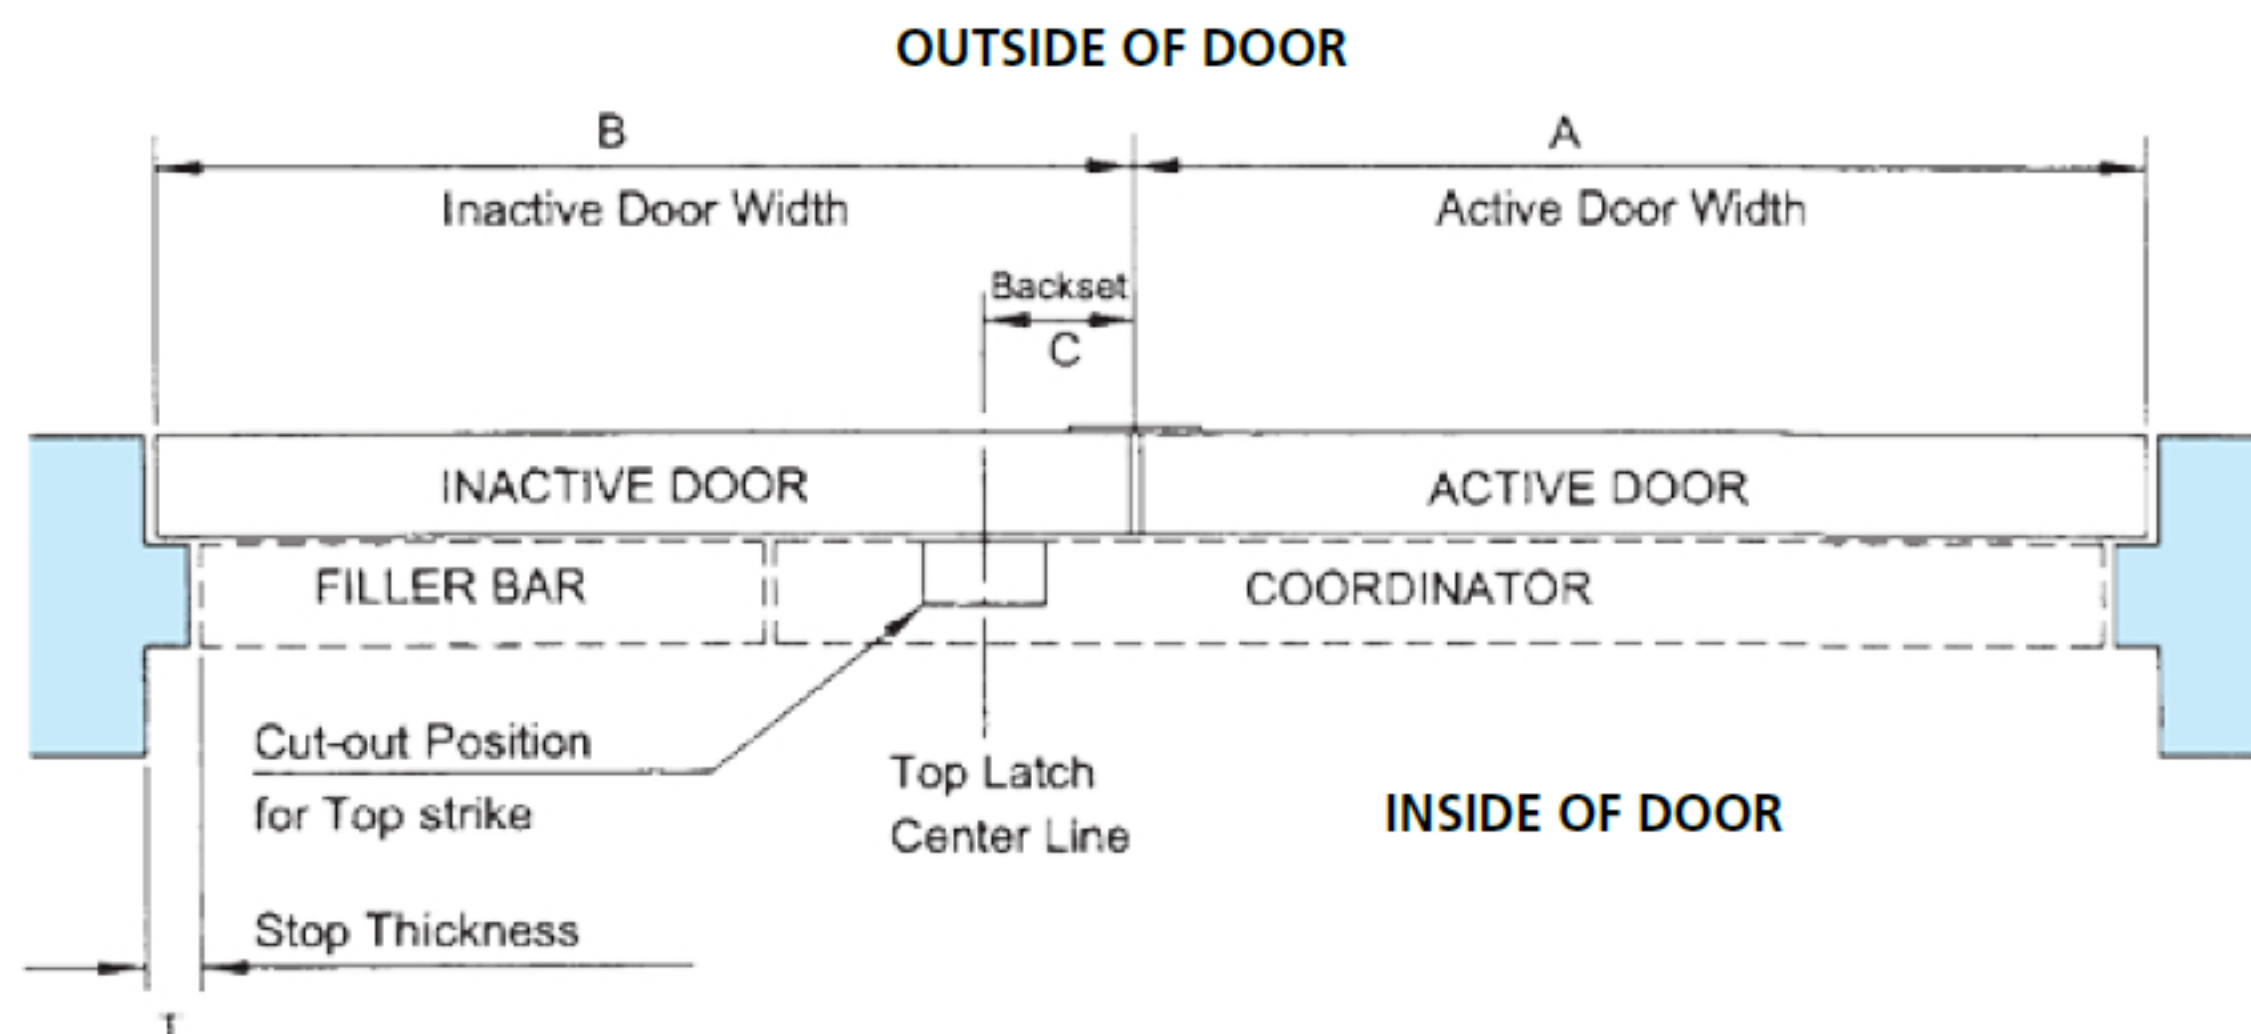 OUTSIDE OF DOOR
B
A
Inactive Door Width
Active Door Width
Backset
C
INACTIVE DOOR
ACTIVE DOOR
FILLER BAR
COORDINATOR
Cut-out Position
for Top strike
Top Latch
Center Line
INSIDE OF DOOR
Stop Thickness